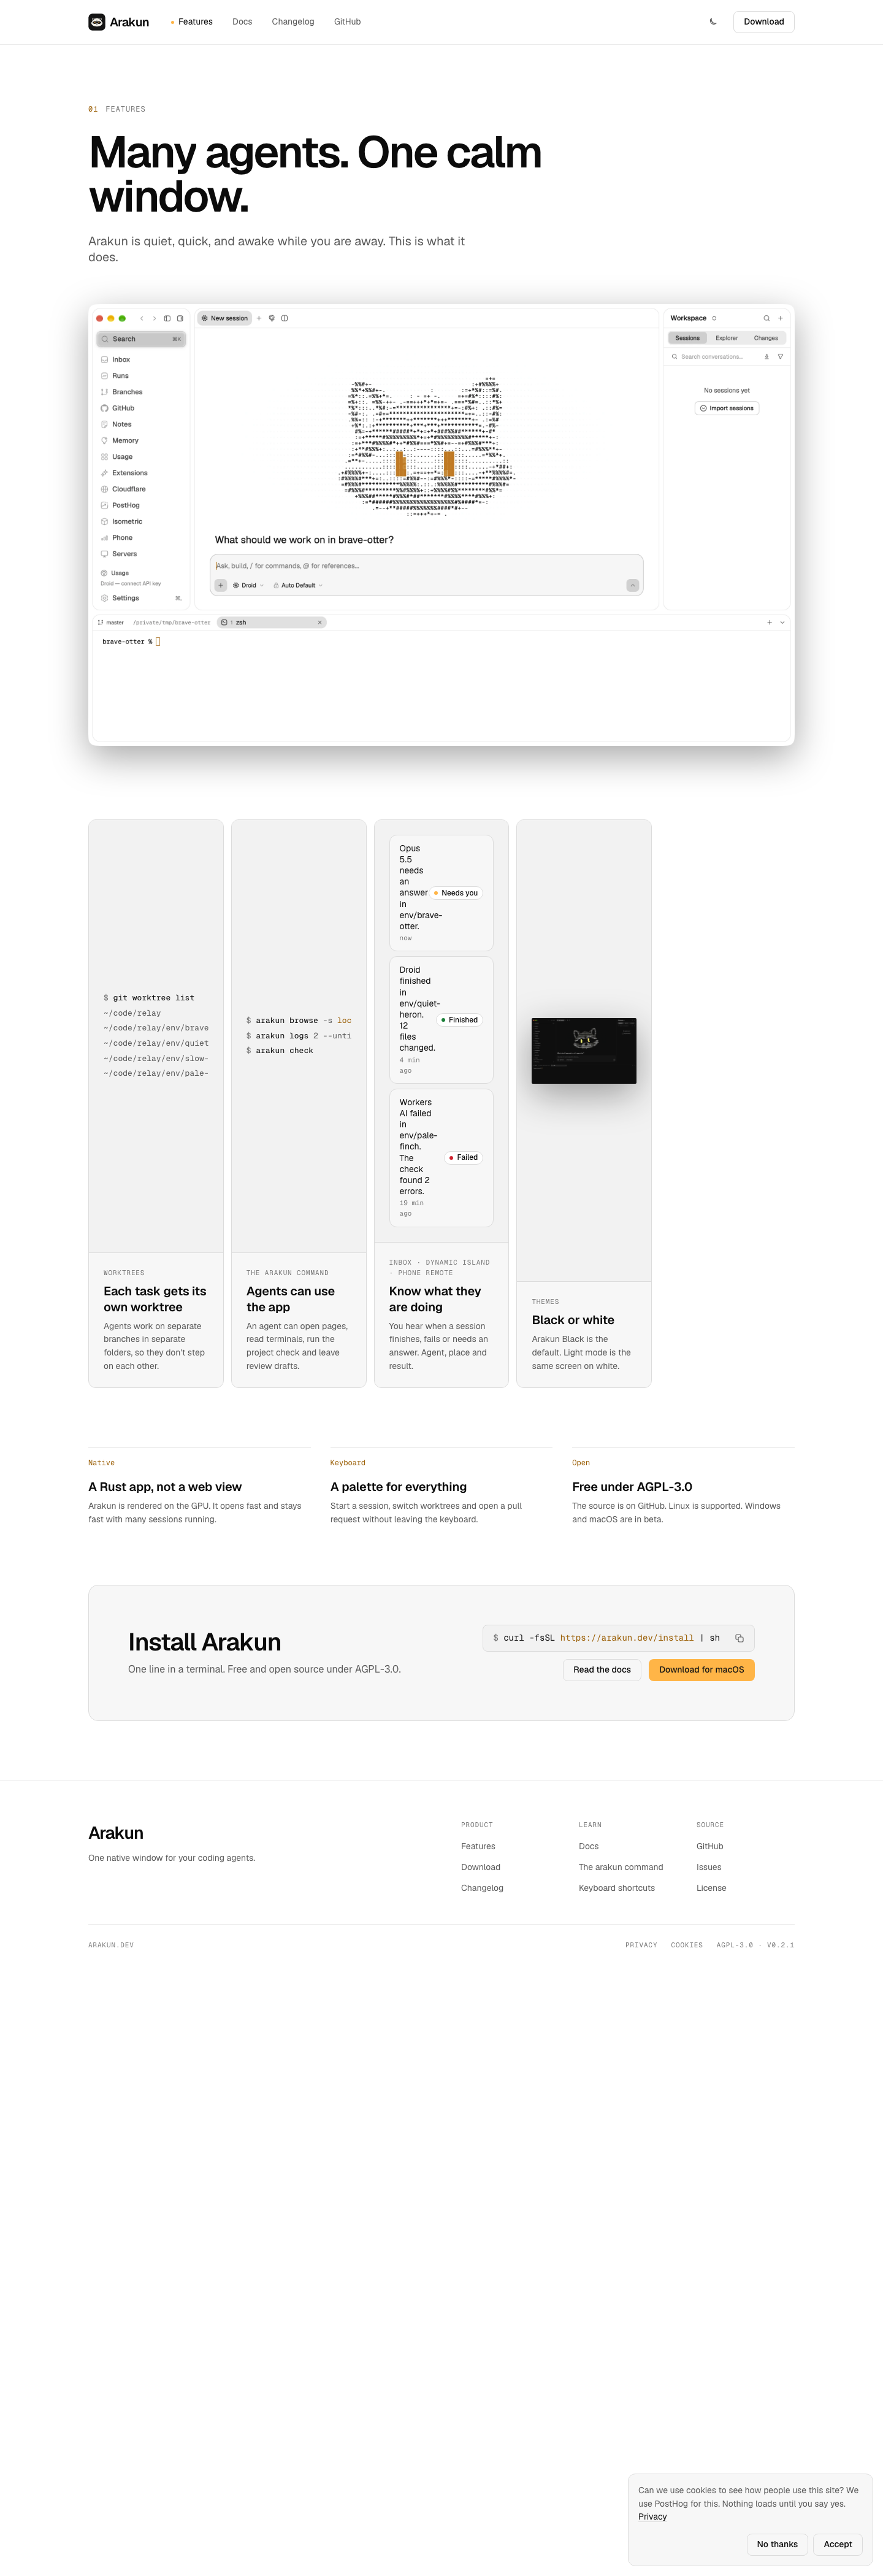 Arakun
Features
Docs
Changelog
GitHub
Download
01 FEATURES
Many agents. One calm
window.
Arakun is quiet, quick, and awake while you are away. This is what it
does.
Search ⌘K
Inbox
Runs
Branches
GitHub
Notes
Memory
Usage
Extensions
Cloudflare
PostHog
Isometric
Phone
Servers
Usage
Droid — connect API key
Settings ⌘,
New session
What should we work on in brave-otter?
Ask, build, / for commands, @ for references...
Droid
Auto Default
Workspace 0
Sessions Explorer Changes
Search conversations...
No sessions yet
Import sessions
master /private/tmp/brave-otter 1 zsh
brave-otter %
$ git worktree list
~/code/relay
~/code/relay/env/brave
~/code/relay/env/quiet
~/code/relay/env/slow-
~/code/relay/env/pale-
WORKTREES
Each task gets its
own worktree
Agents work on separate
branches in separate
folders, so they don't step
on each other.
$ arakun browse -s loc
$ arakun logs 2 --unti
$ arakun check
THE ARAKUN COMMAND
Agents can use
the app
An agent can open pages,
read terminals, run the
project check and leave
review drafts.
Opus
5.5
needs
an
answer
in
env/brave-
otter.
now
Needs you
Droid
finished
in
env/quiet-
heron.
12
files
changed.
4 min
ago
Finished
Workers
AI failed
in
env/pale-
finch.
The
check
found 2
errors.
19 min
ago
Failed
INBOX · DYNAMIC ISLAND
· PHONE REMOTE
Know what they
are doing
You hear when a session
finishes, fails or needs an
answer. Agent, place and
result.
THEMES
Black or white
Arakun Black is the
default. Light mode is the
same screen on white.
Native
A Rust app, not a web view
Arakun is rendered on the GPU. It opens fast and stays
fast with many sessions running.
Keyboard
A palette for everything
Start a session, switch worktrees and open a pull
request without leaving the keyboard.
Open
Free under AGPL-3.0
The source is on GitHub. Linux is supported. Windows
and macOS are in beta.
Install Arakun
One line in a terminal. Free and open source under AGPL-3.0.
$ curl -fsSL https://arakun.dev/install | sh
Read the docs
Download for macOS
Arakun
One native window for your coding agents.
PRODUCT
Features
Download
Changelog
LEARN
Docs
The arakun command
Keyboard shortcuts
SOURCE
GitHub
Issues
License
ARAKUN.DEV
PRIVACY COOKIES AGPL-3.0 · V0.2.1
Can we use cookies to see how people use this site? We
use PostHog for this. Nothing loads until you say yes.
Privacy
No thanks
Accept